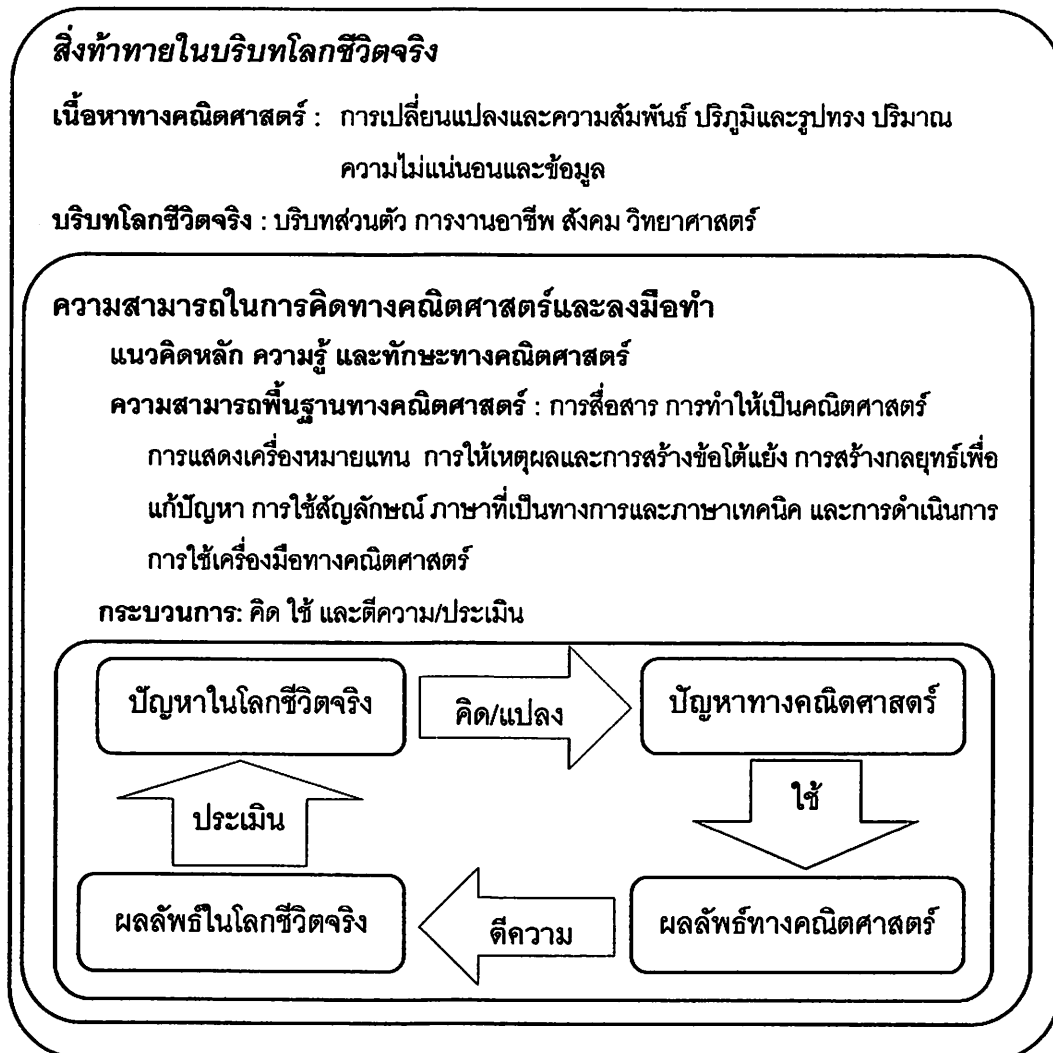 สิ่งท้าทายในบริบทโลกชีวิตจริง
เนื้อหาทางคณิตศาสตร์ : การเปลี่ยนแปลงและความสัมพันธ์ ปริภูมิและรูปทรง ปริมาณ
ความไม่แน่นอนและข้อมูล
บริบทโลกชีวิตจริง : บริบทส่วนตัว การงานอาชีพ สังคม วิทยาศาสตร์
ความสามารถในการคิดทางคณิตศาสตร์และลงมือทำ
แนวคิดหลัก ความรู้ และทักษะทางคณิตศาสตร์
ความสามารถพื้นฐานทางคณิตศาสตร์ : การสื่อสาร การทำให้เป็นคณิตศาสตร์
การแสดงเครื่องหมายแทน การให้เหตุผลและการสร้างข้อโต้แย้ง การสร้างกลยุทธ์เพื่อ
แก้ปัญหา การใช้สัญลักษณ์ ภาษาที่เป็นทางการและภาษาเทคนิค และการดำเนินการ
การใช้เครื่องมือทางคณิตศาสตร์
กระบวนการ: คิด ใช้ และตีความ/ประเมิน
ปัญหาในโลกชีวิตจริง
คิด/แปลง
ปัญหาทางคณิตศาสตร์
ประเมิน
ใช้
ผลลัพธ์ในโลกชีวิตจริง
ตีความ
ผลลัพธ์ทางคณิตศาสตร์